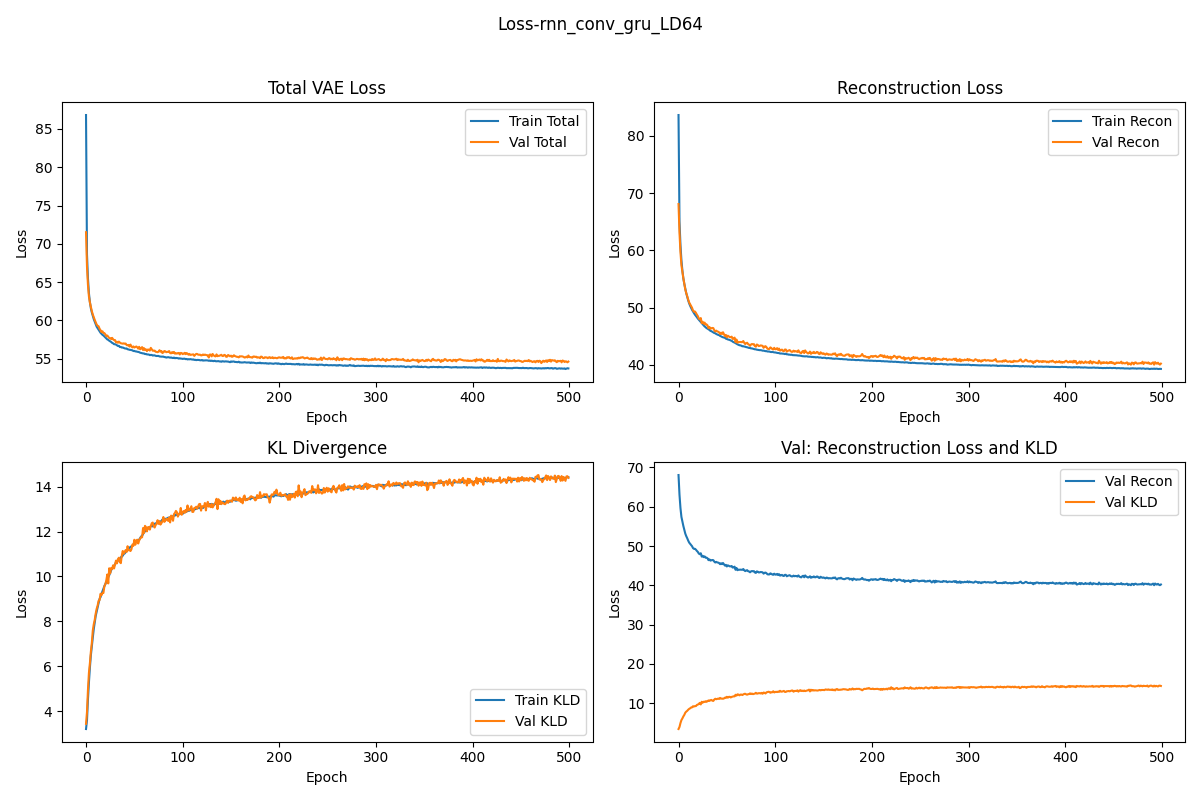 Loss-rnn_conv_gru_LD64
Total VAE Loss
Loss
85
80
75
70
65
60
55
Train Total
Val Total
0 100 200 300 400 500
Epoch
Reconstruction Loss
Loss
80
70
60
50
40
Train Recon
Val Recon
0 100 200 300 400 500
Epoch
KL Divergence
Loss
14
12
10
8
6
4
Train KLD
Val KLD
0 100 200 300 400 500
Epoch
Val: Reconstruction Loss and KLD
Loss
70
60
50
40
30
20
10
Val Recon
Val KLD
0 100 200 300 400 500
Epoch